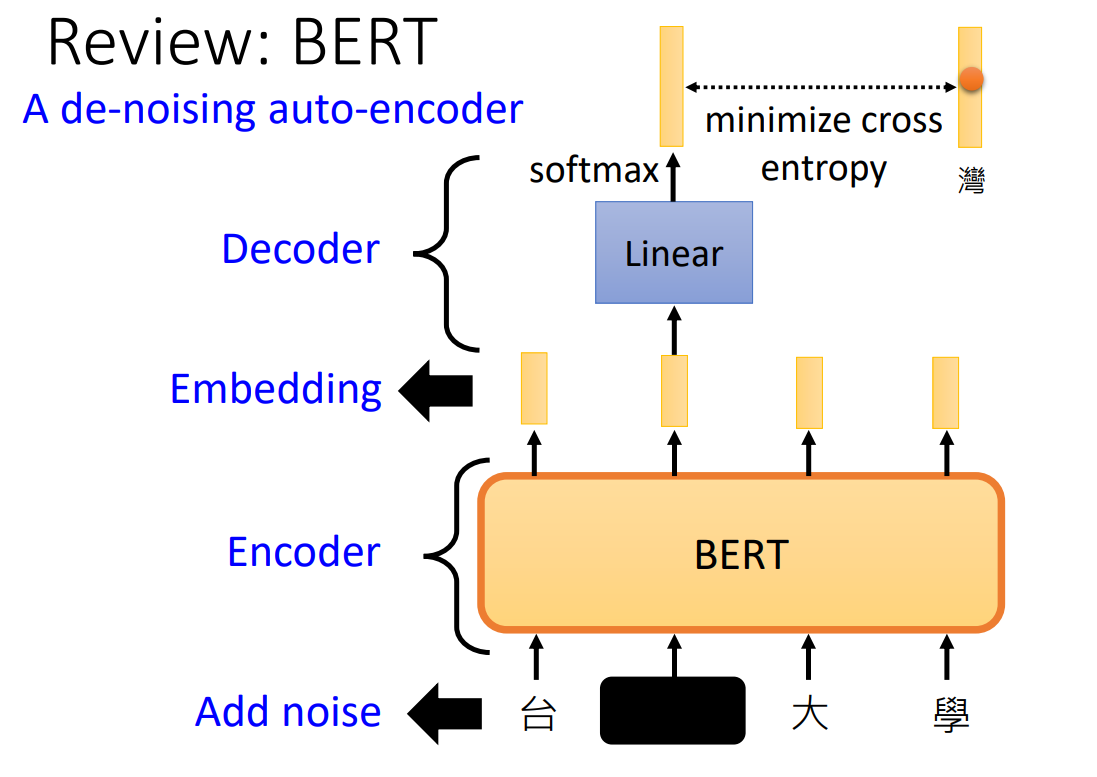 Review: BERT
A de-noising auto-encoder
minimize cross
entropy
softmax
灣
Decoder
Linear
Embedding
Encoder
BERT
Add noise
台 大 學